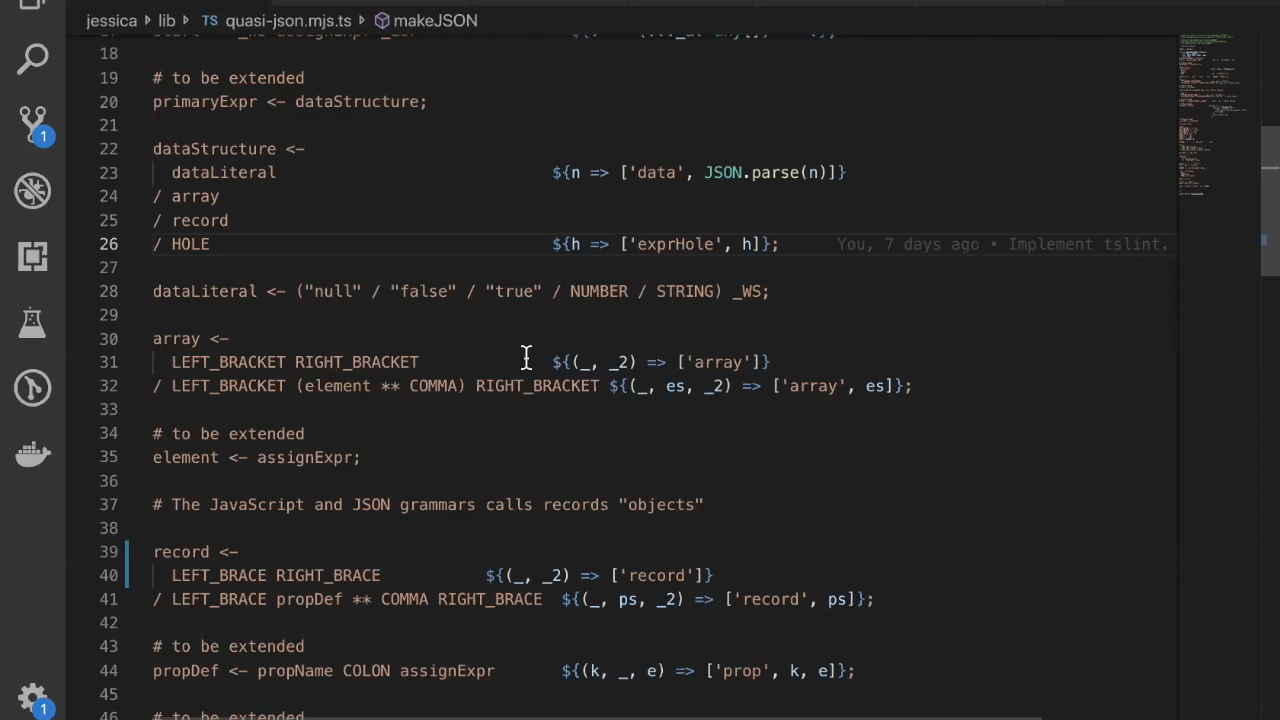 jessica lib TS quasi-json.mjs.ts makeJSON
18
19 # to be extended
20 primaryExpr <- dataStructure;
21
22 dataStructure <-
23 dataLiteral ${n => ['data', JSON.parse(n)]}
24 / array
25 / record
26 / HOLE ${h => ['exprHole', h]}; You, 7 days ago • Implement tslint.
27
28 dataLiteral <- ("null" / "false" / "true" / NUMBER / STRING) _WS;
29
30 array <-
31 LEFT_BRACKET RIGHT_BRACKET ${(_, _2) => ['array']}
32 / LEFT_BRACKET (element ** COMMA) RIGHT_BRACKET ${(_, es, _2) => ['array', es]};
33
34 # to be extended
35 element <- assignExpr;
36
37 # The JavaScript and JSON grammars calls records "objects"
38
39 record <-
40 LEFT_BRACE RIGHT_BRACE ${(_, _2) => ['record']}
41 / LEFT_BRACE propDef ** COMMA RIGHT_BRACE ${(_, ps, _2) => ['record', ps]};
42
43 # to be extended
44 propDef <- propName COLON assignExpr ${(k, _, e) => ['prop', k, e]};
45
46 # to be extended
1
1